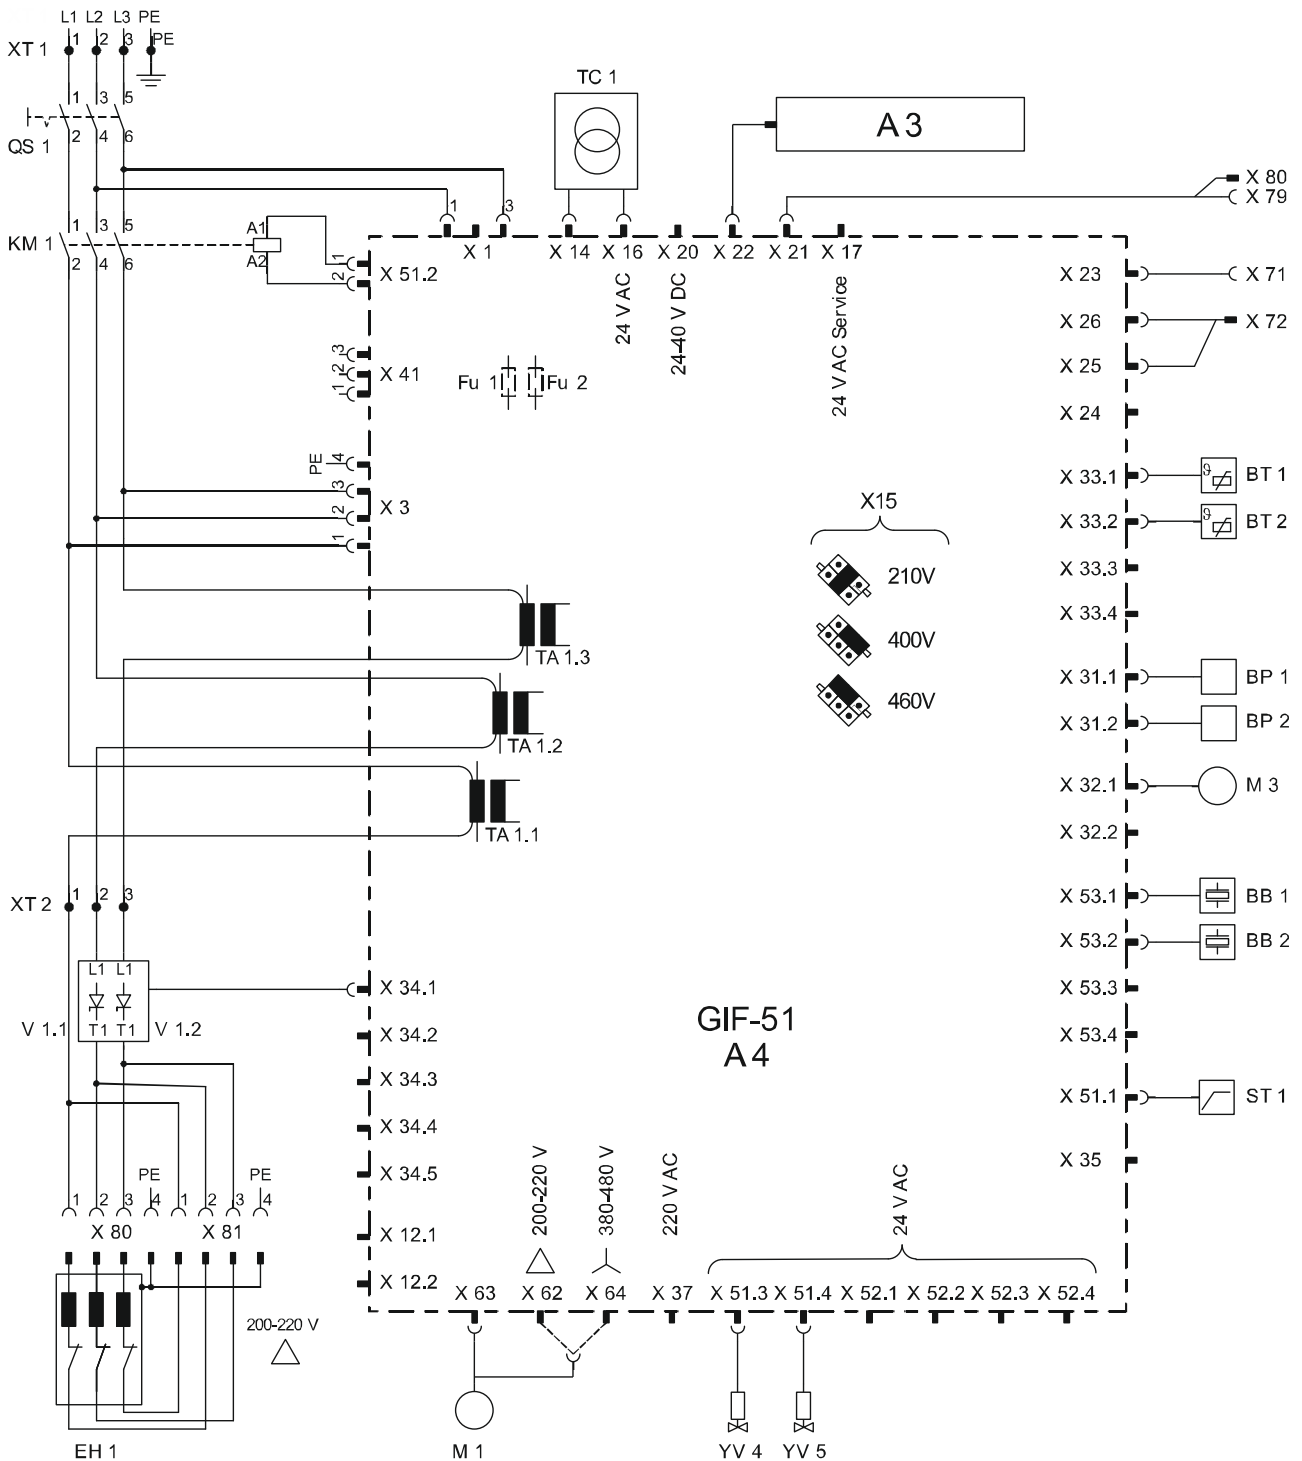 L1 L2 L3 PE
XT 1 1 2 3 PE
TC 1
A 3
1 3 5
QS 1 2 4 6
X 80
X 79
1 3
1 3 5 A1
KM 1 2 4 6 A2
X 1 X 14 X 16 X 20 X 22 X 21 X 17
24 V AC
24-40 V DC
24 V AC Service
1
2 X 51.2
X 23 X 71
X 26 X 72
X 25
X 24
3
2 X 41
1
Fu 1 Fu 2
PE 4
3
2 X 3
1
X 33.1 BT 1
X 33.2 BT 2
X 33.3
X 33.4
X15
210V
400V
460V
TA 1.3
TA 1.2
TA 1.1
X 31.1 BP 1
X 31.2 BP 2
X 32.1 M 3
X 32.2
XT 2 1 2 3
X 53.1 BB 1
X 53.2 BB 2
X 53.3
X 53.4
L1 L1
V 1.1 T1 T1 V 1.2
X 34.1
X 34.2
X 34.3
X 34.4
X 34.5
X 12.1
X 12.2
GIF-51
A 4
X 51.1 ST 1
X 35
PE PE
1 2 3 4 1 2 3 4
X 80 X 81
200-220 V
380-480 V
220 V AC
24 V AC
X 63 X 62 X 64 X 37 X 51.3 X 51.4 X 52.1 X 52.2 X 52.3 X 52.4
200-220 V
EH 1
M 1
YV 4
YV 5